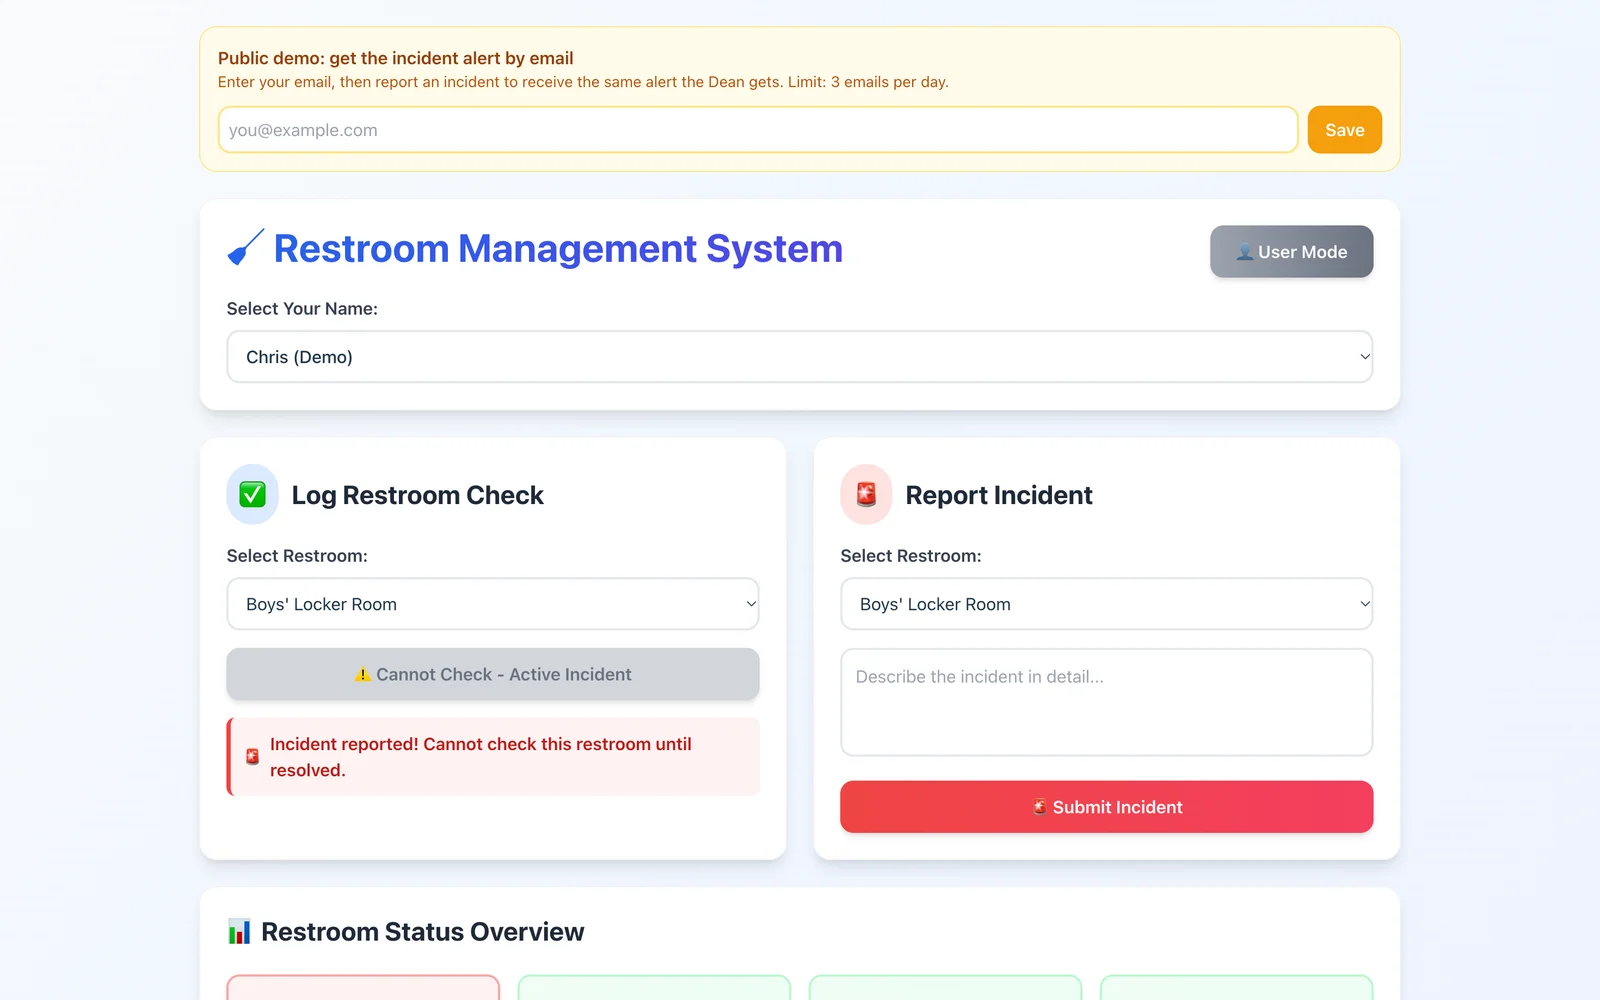 Public demo: get the incident alert by email
Enter your email, then report an incident to receive the same alert the Dean gets. Limit: 3 emails per day.
you@example.com
Save
Restroom Management System
User Mode
Select Your Name:
Chris (Demo)
Log Restroom Check
Select Restroom:
Boys' Locker Room
Cannot Check - Active Incident
Incident reported! Cannot check this restroom until
resolved.
Report Incident
Select Restroom:
Boys' Locker Room
Describe the incident in detail...
Submit Incident
Restroom Status Overview